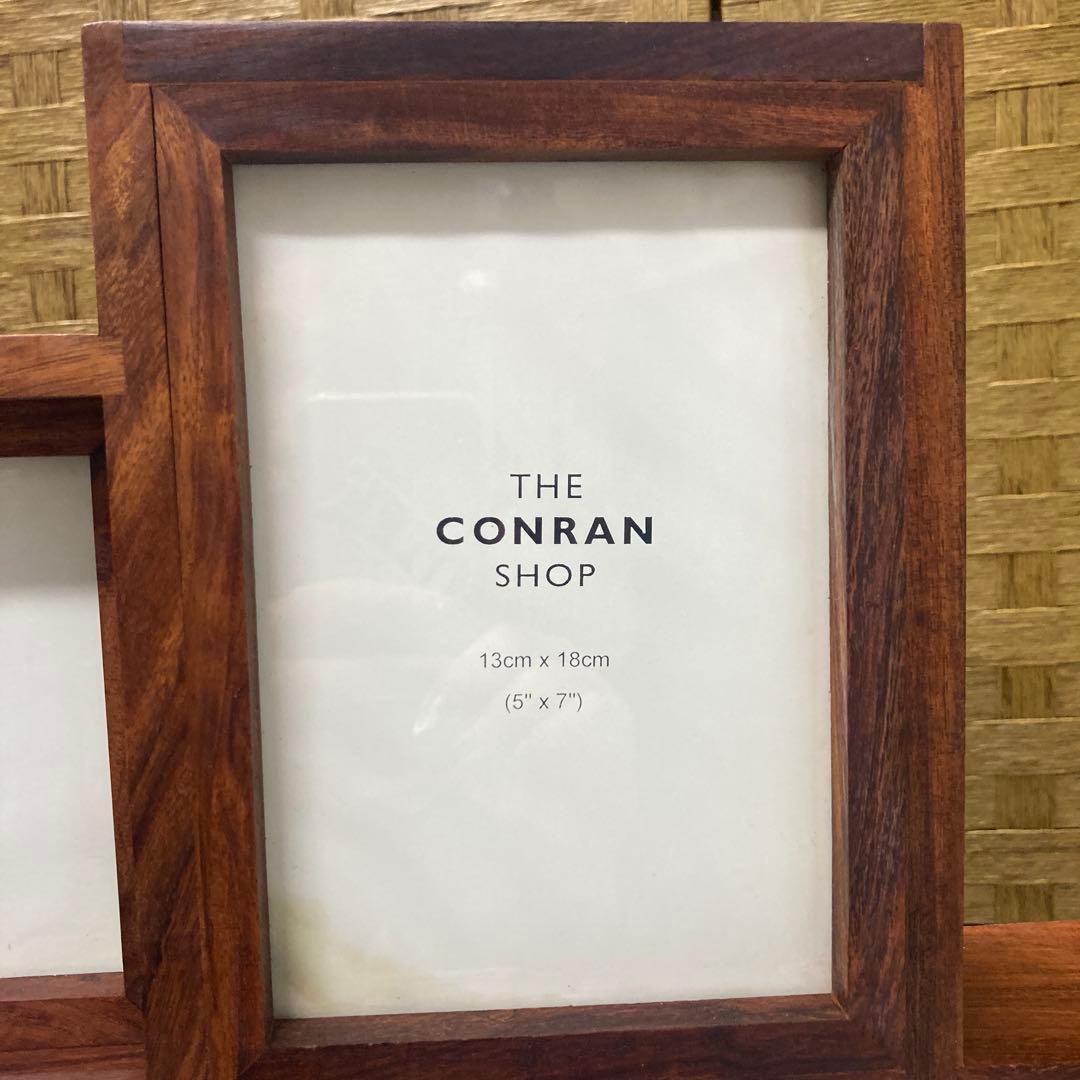 THE
CONRAN
SHOP
13cm x 18cm
(5" x 7")